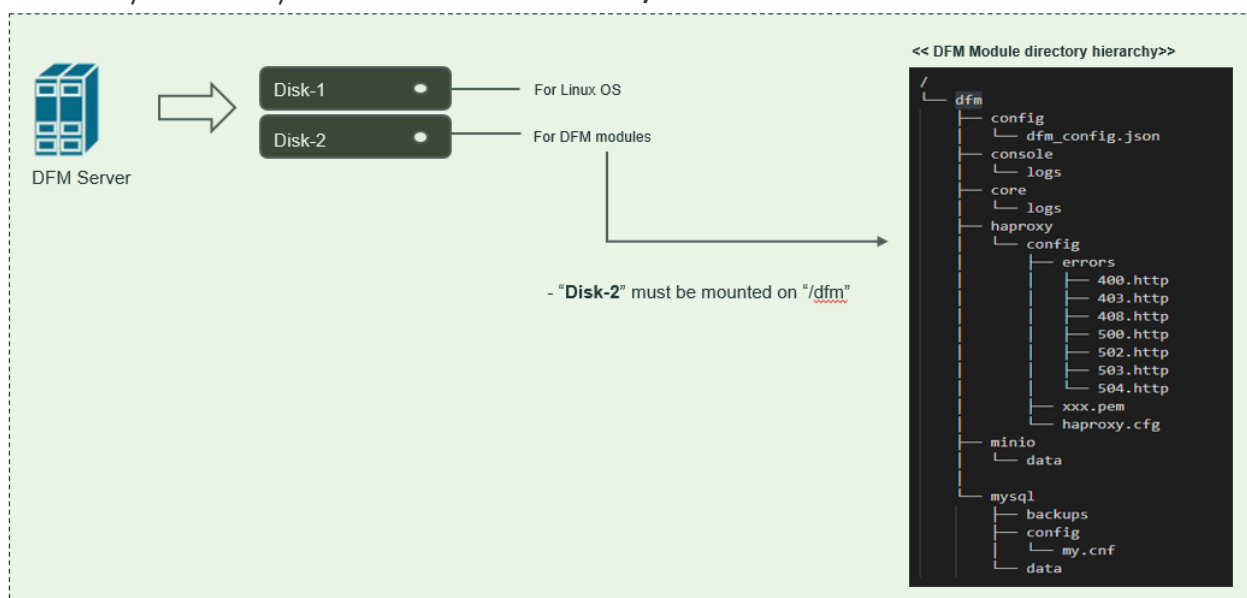 << DFM Module directory hierarchy>>
Disk-1
For Linux OS
Disk-2
For DFM modules
DFM Server
- “Disk-2” must be mounted on “/dfm”
/
└── dfm
├── config
│ └── dfm_config.json
├── console
│ └── logs
├── core
│ └── logs
├── haproxy
│ └── config
│ ├── errors
│ │ ├── 400.http
│ │ ├── 403.http
│ │ ├── 408.http
│ │ ├── 500.http
│ │ ├── 502.http
│ │ ├── 503.http
│ │ └── 504.http
│ ├── xxx.pem
│ └── haproxy.cfg
├── minio
│ └── data
│
└── mysql
├── backups
├── config
│ └── my.cnf
└── data